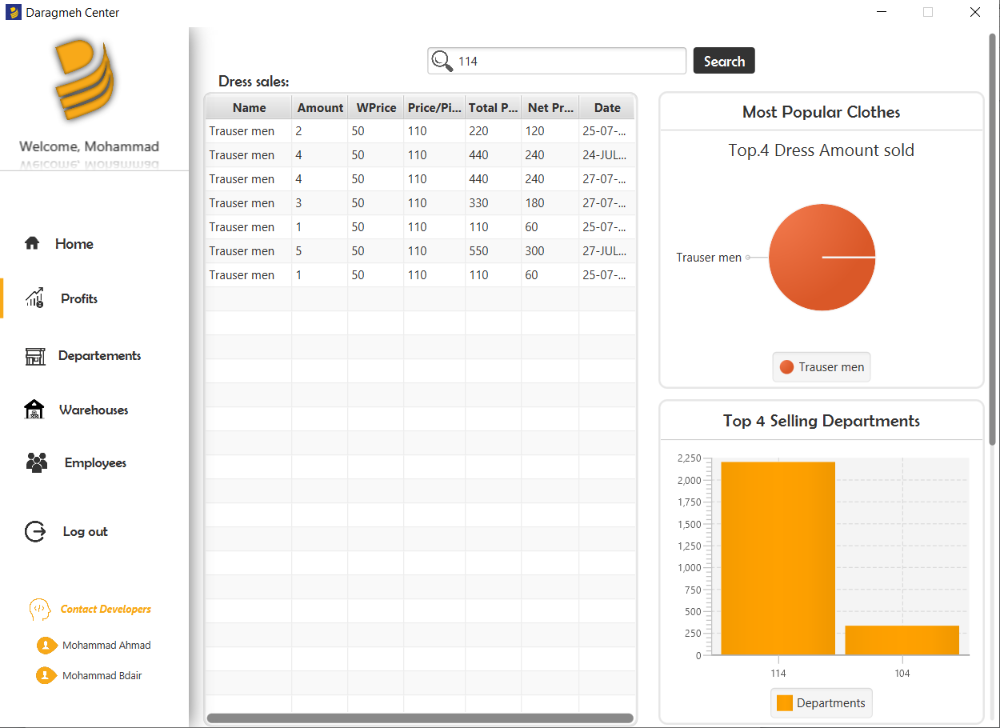 Daragmeh Center
Welcome, Mohammad
Home
Profits
Departements
Warehouses
Employees
Log out
Contact Developers
Mohammad Ahmad
Mohammad Bdair
114
Search
Dress sales:
Name Amount WPrice Price/Pi... Total P... Net Pr... Date
Trauser men 2 50 110 220 120 25-07-...
Trauser men 4 50 110 440 240 24-JUL...
Trauser men 4 50 110 440 240 27-07-...
Trauser men 3 50 110 330 180 27-07-...
Trauser men 1 50 110 110 60 25-07-...
Trauser men 5 50 110 550 300 27-JUL...
Trauser men 1 50 110 110 60 25-07-...
Most Popular Clothes
Top.4 Dress Amount sold
Trauser men
Trauser men
Top 4 Selling Departments
2,250
2,000
1,750
1,500
1,250
1,000
750
500
250
0
114 104
Departments